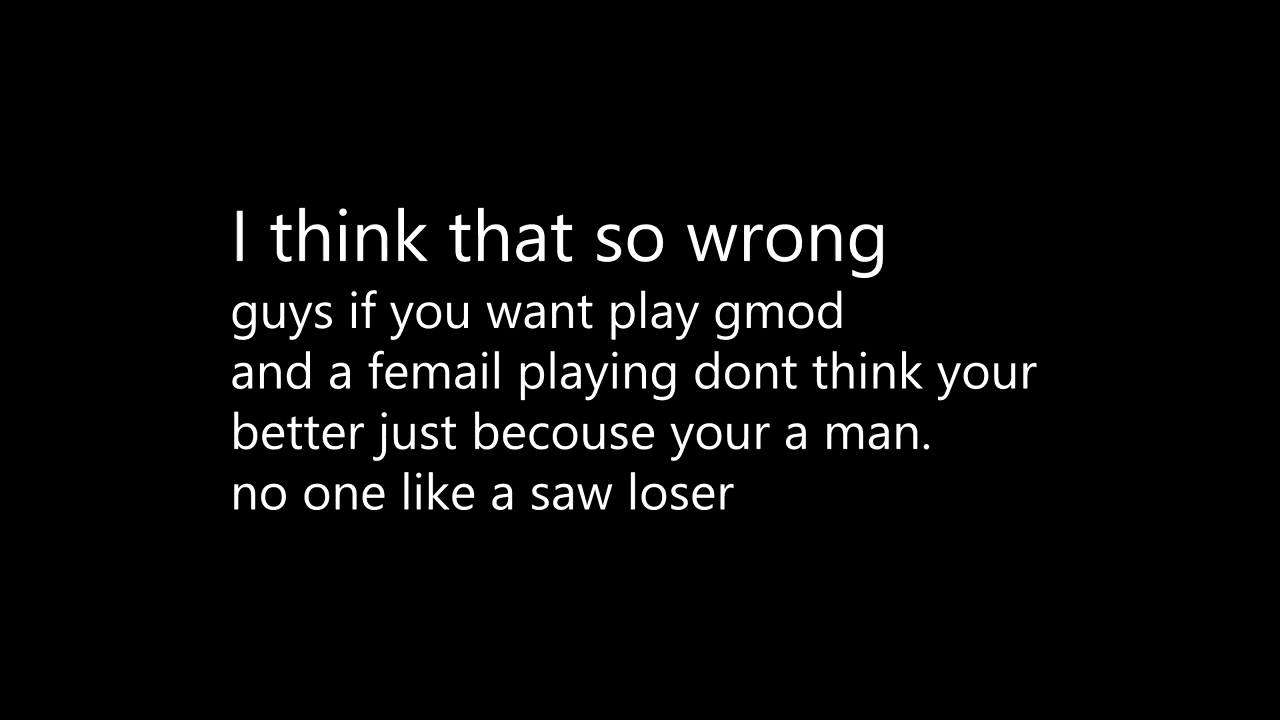 I think that so wrong
guys if you want play gmod
and a femail playing dont think your
better just becouse your a man.
no one like a saw loser